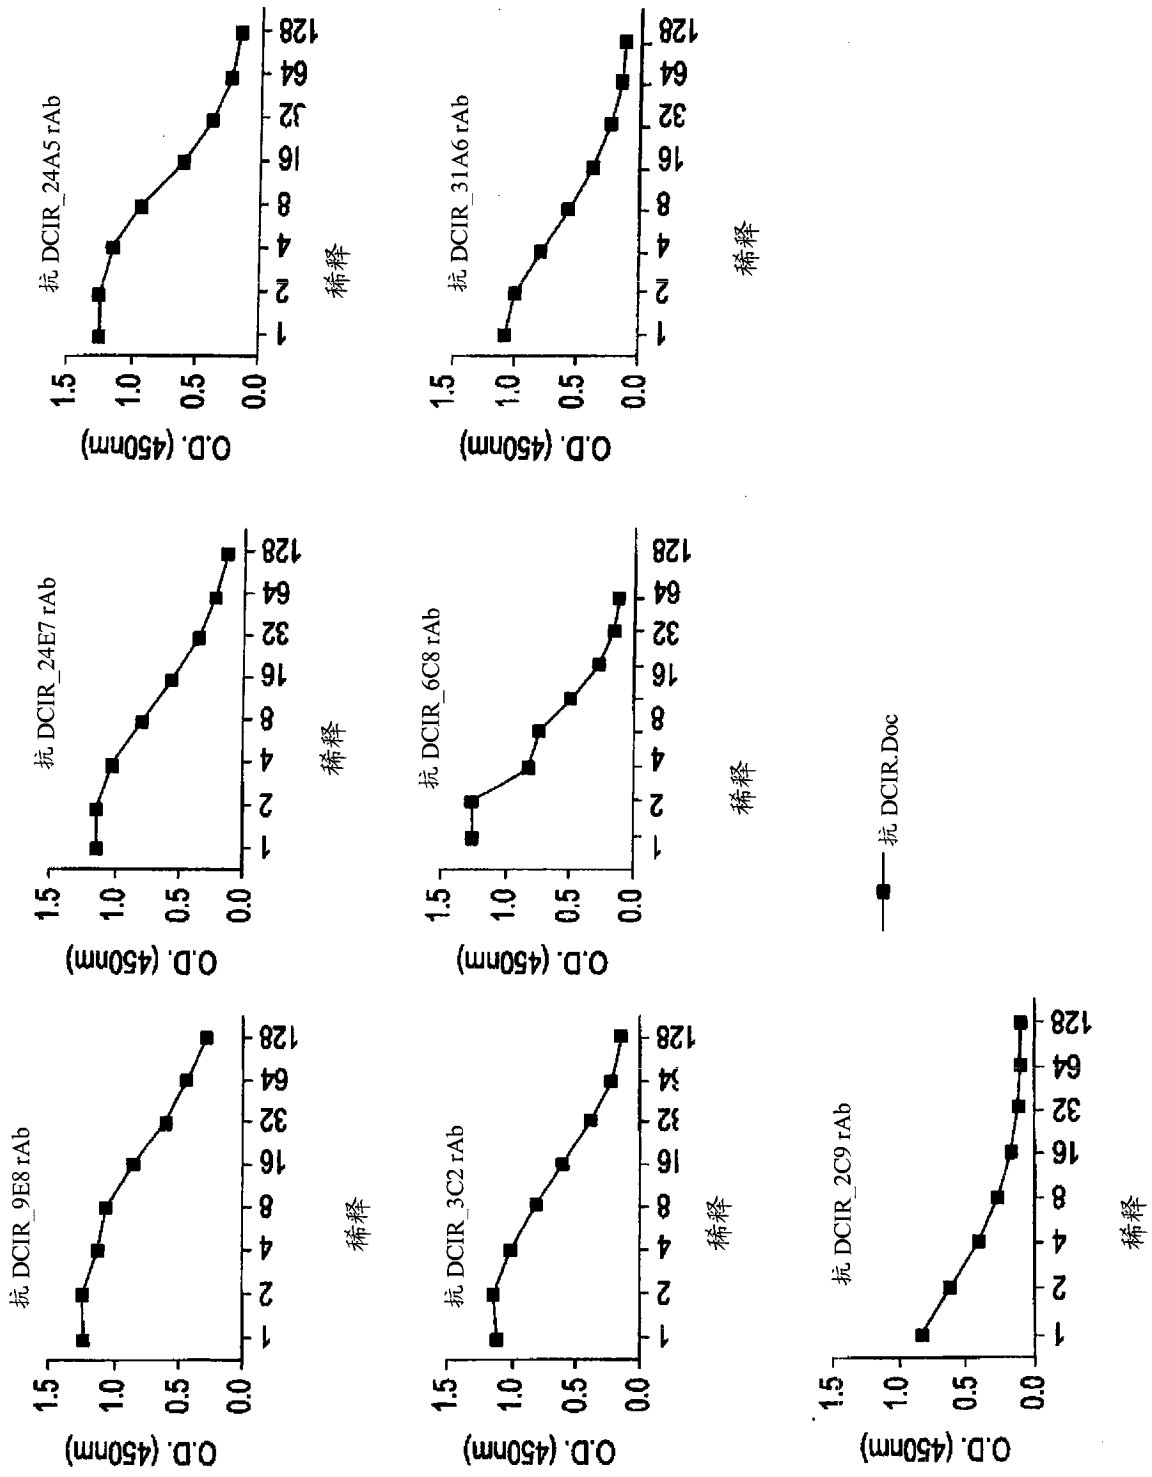 抗 DCIR_24A5 rAb
O.D. (450nm)
1.5
1.0
0.5
0.0
1 2 4 8 16 32 64 128
稀释
抗 DCIR_31A6 rAb
O.D. (450nm)
1.5
1.0
0.5
0.0
1 2 4 8 16 32 64 128
稀释
抗 DCIR_24E7 rAb
O.D. (450nm)
1.5
1.0
0.5
0.0
1 2 4 8 16 32 64 128
稀释
抗 DCIR_6C8 rAb
O.D. (450nm)
1.5
1.0
0.5
0.0
1 2 4 8 16 32 64 128
稀释
抗 DCIR_9E8 rAb
O.D. (450nm)
1.5
1.0
0.5
0.0
1 2 4 8 16 32 64 128
稀释
抗 DCIR_3C2 rAb
O.D. (450nm)
1.5
1.0
0.5
0.0
1 2 4 8 16 32 128
稀释
抗 DCIR.Doc
抗 DCIR_2C9 rAb
O.D. (450nm)
1.5
1.0
0.5
0.0
1 2 4 8 16 32 64 128
稀释